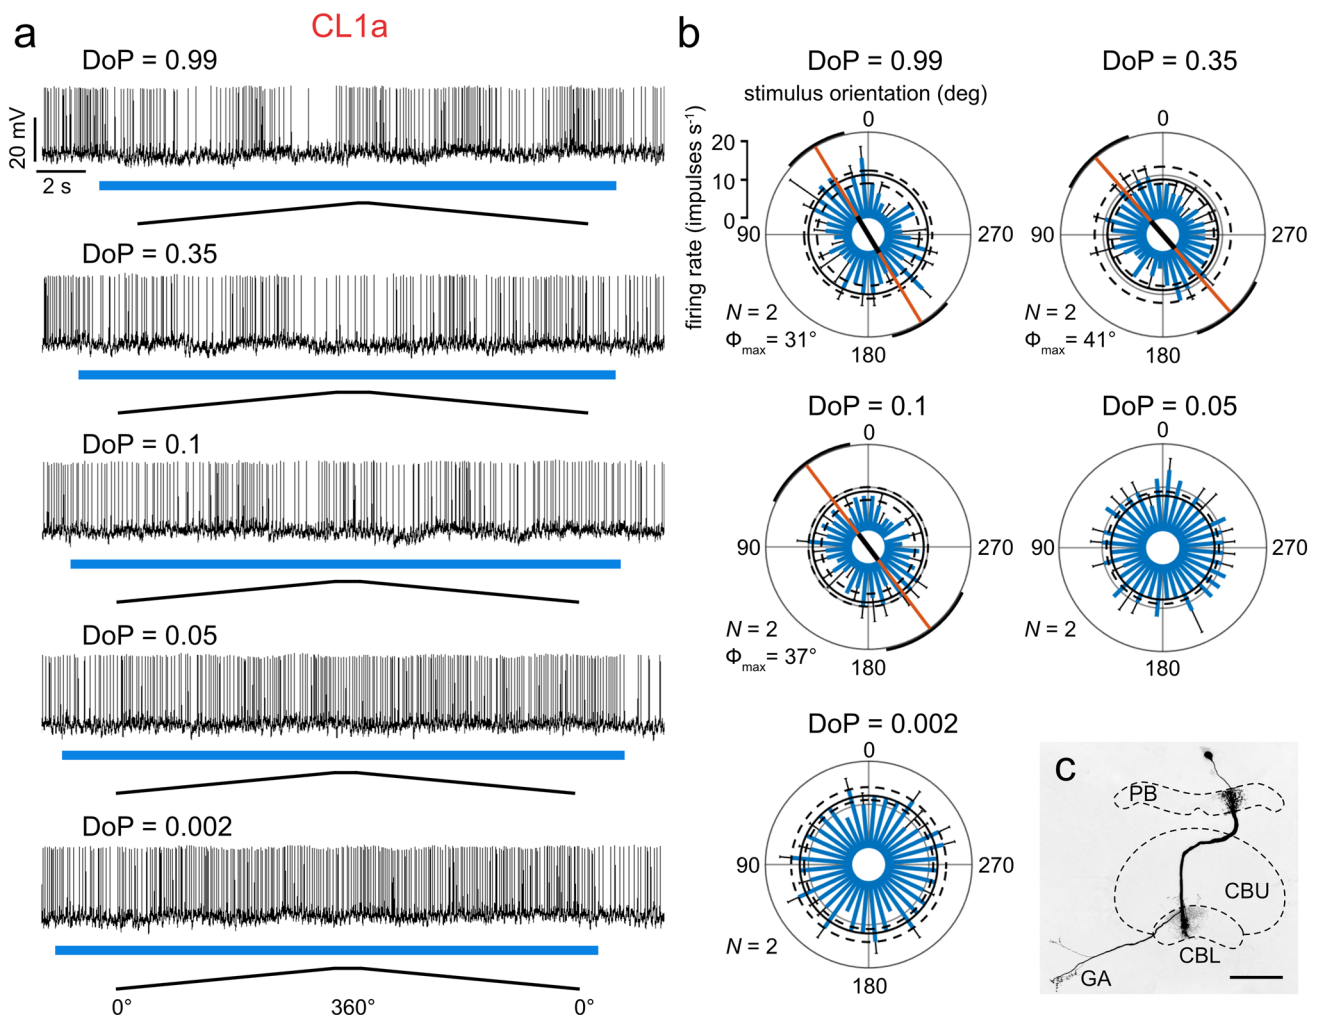 a
CL1a
DoP = 0.99
20 mV
2 s
DoP = 0.35
DoP = 0.1
DoP = 0.05
DoP = 0.002
0°
360°
0°
b
DoP = 0.99
stimulus orientation (deg)
firing rate (impulses s⁻¹)
20
10
0
0
90
270
180
N = 2
Φmax= 31°
DoP = 0.35
0
90
270
180
N = 2
Φmax= 41°
DoP = 0.1
0
90
270
180
N = 2
Φmax= 37°
DoP = 0.05
0
90
270
180
N = 2
DoP = 0.002
0
90
270
180
N = 2
c
PB
CBU
CBL
GA